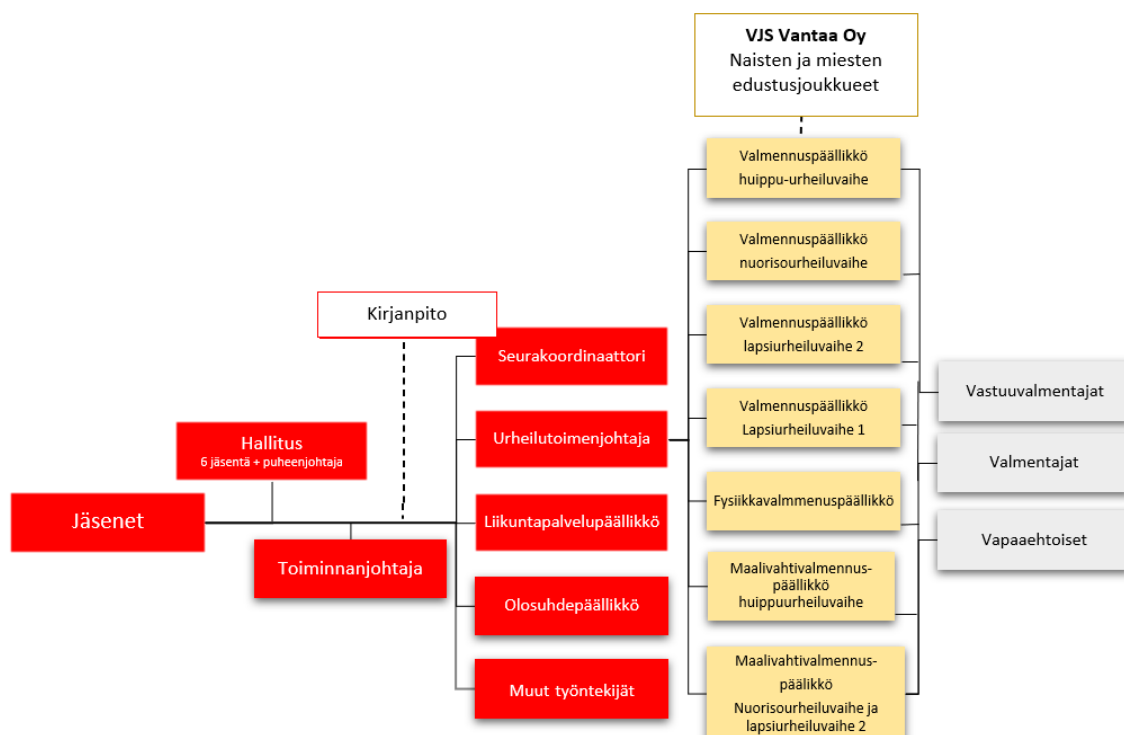 VJS Vantaa Oy
Naisten ja miesten
edustusjoukkueet
Valmennuspäällikkö
huippu-urheiluvaihe
Valmennuspäällikkö
nuorisourheiluvaihe
Kirjanpito
Valmennuspäällikkö
lapsiurheiluvaihe 2
Seurakoordinaattori
Vastuuvalmentajat
Valmennuspäällikkö
Lapsiurheiluvaihe 1
Hallitus
6 jäsentä + puheenjohtaja
Urheilutoimenjohtaja
Valmentajat
Jäsenet
Liikuntapalvelupäällikkö
Fysiikkavalmmenuspäällikkö
Vapaaehtoiset
Toiminnanjohtaja
Maalivahtivalmennus-
päällikkö
huippuurheiluvaihe
Olosuhdepäällikkö
Maalivahtivalmennus-
päälikkö
Nuorisourheiluvaihe ja
lapsiurheiluvaihe 2
Muut työntekijät